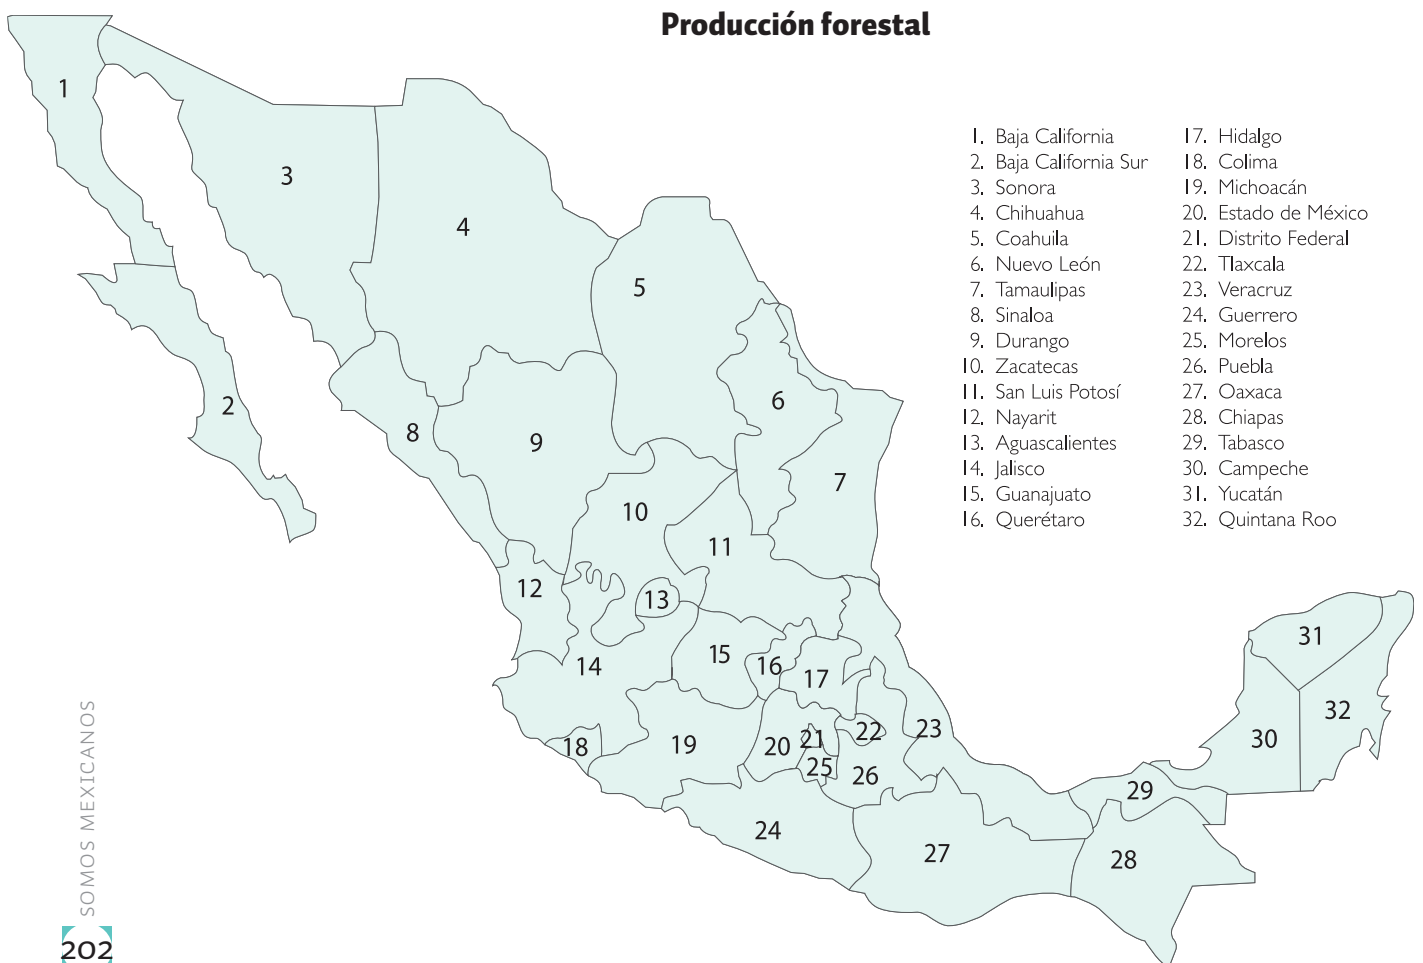 Producción forestal
1. Baja California
2. Baja California Sur
3. Sonora
4. Chihuahua
5. Coahuila
6. Nuevo León
7. Tamaulipas
8. Sinaloa
9. Durango
10. Zacatecas
11. San Luis Potosí
12. Nayarit
13. Aguascalientes
14. Jalisco
15. Guanajuato
16. Querétaro
17. Hidalgo
18. Colima
19. Michoacán
20. Estado de México
21. Distrito Federal
22. Tlaxcala
23. Veracruz
24. Guerrero
25. Morelos
26. Puebla
27. Oaxaca
28. Chiapas
29. Tabasco
30. Campeche
31. Yucatán
32. Quintana Roo
1
2
3
4
5
6
7
8
9
10
11
12
13
14
15
16
17
18
19
20
21
22
23
24
25
26
27
28
29
30
31
32
SOMOS MEXICANOS
202